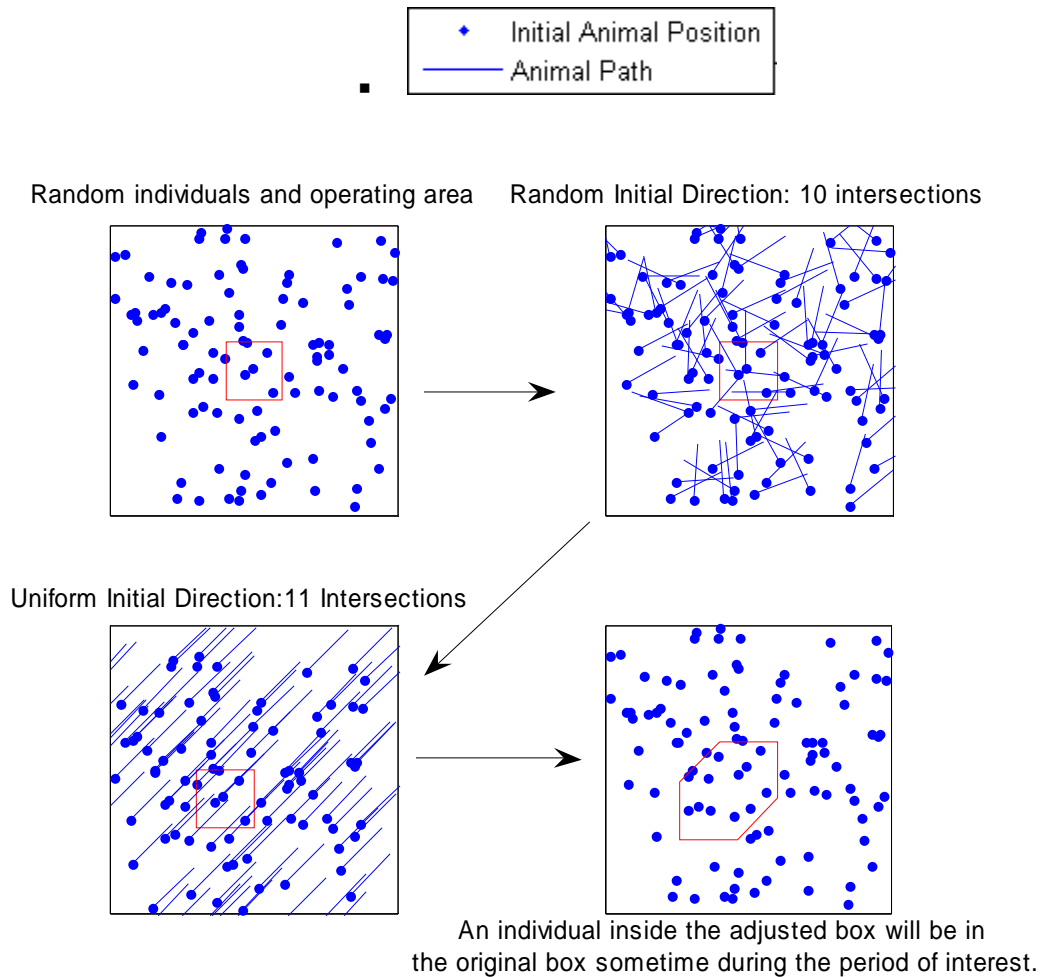 Initial Animal Position
Animal Path
Random individuals and operating area
Random Initial Direction: 10 intersections
Uniform Initial Direction:11 Intersections
An individual inside the adjusted box will be in
the original box sometime during the period of interest.